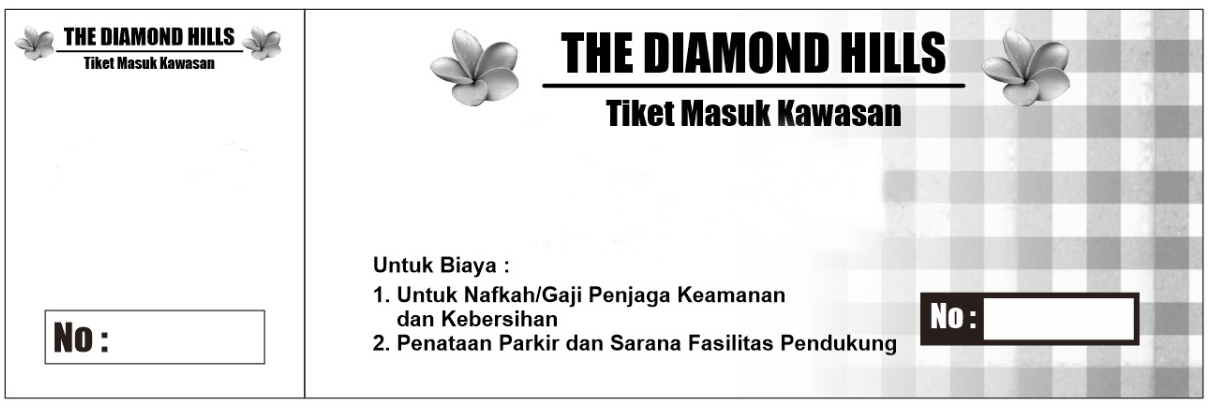 THE DIAMOND HILLS
Tiket Masuk Kawasan
No :
THE DIAMOND HILLS
Tiket Masuk Kawasan
Untuk Biaya :
1. Untuk Nafkah/Gaji Penjaga Keamanan
dan Kebersihan
2. Penataan Parkir dan Sarana Fasilitas Pendukung
No :